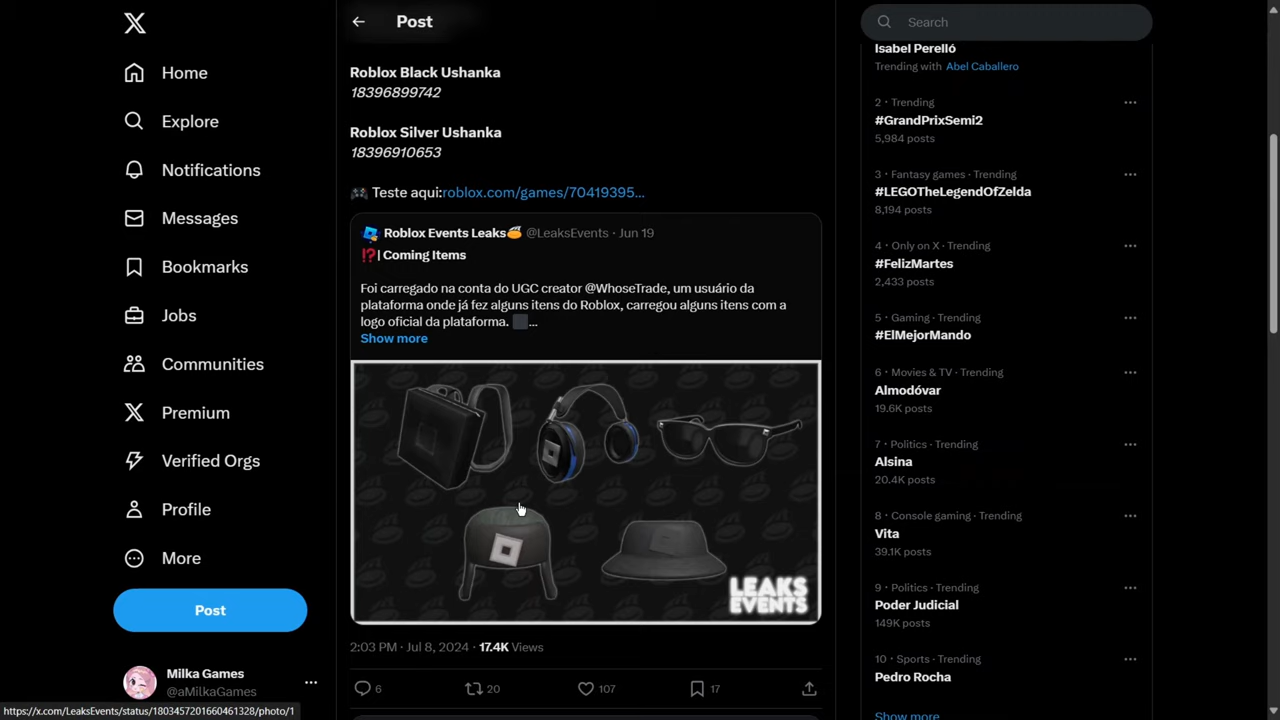 Home
Explore
Notifications
Messages
Bookmarks
Jobs
Communities
Premium
Verified Orgs
Profile
More
Post
Milka Games
@aMilkaGames
https://x.com/LeaksEvents/status/1803457201660461328/photo/1
Post
Roblox Black Ushanka
18396899742
Roblox Silver Ushanka
18396910653
🎮 Teste aqui:roblox.com/games/70419395...
Roblox Events Leaks @LeaksEvents · Jun 19
⁉️| Coming Items
Foi carregado na conta do UGC creator @WhoseTrade, um usuário da
plataforma onde já fez alguns itens do Roblox, carregou alguns itens com a
logo oficial da plataforma. ⬛...
Show more
LEAKS
EVENTS
2:03 PM · Jul 8, 2024 · 17.4K Views
6 20 107 17
Search
Isabel Perelló
Trending with Abel Caballero
2 · Trending
#GrandPrixSemi2
5,984 posts
3 · Fantasy games · Trending
#LEGOTheLegendOfZelda
8,194 posts
4 · Only on X · Trending
#FelizMartes
2,433 posts
5 · Gaming · Trending
#ElMejorMando
6 · Movies & TV · Trending
Almodóvar
19.6K posts
7 · Politics · Trending
Alsina
20.4K posts
8 · Console gaming · Trending
Vita
39.1K posts
9 · Politics · Trending
Poder Judicial
149K posts
10 · Sports · Trending
Pedro Rocha
Show more